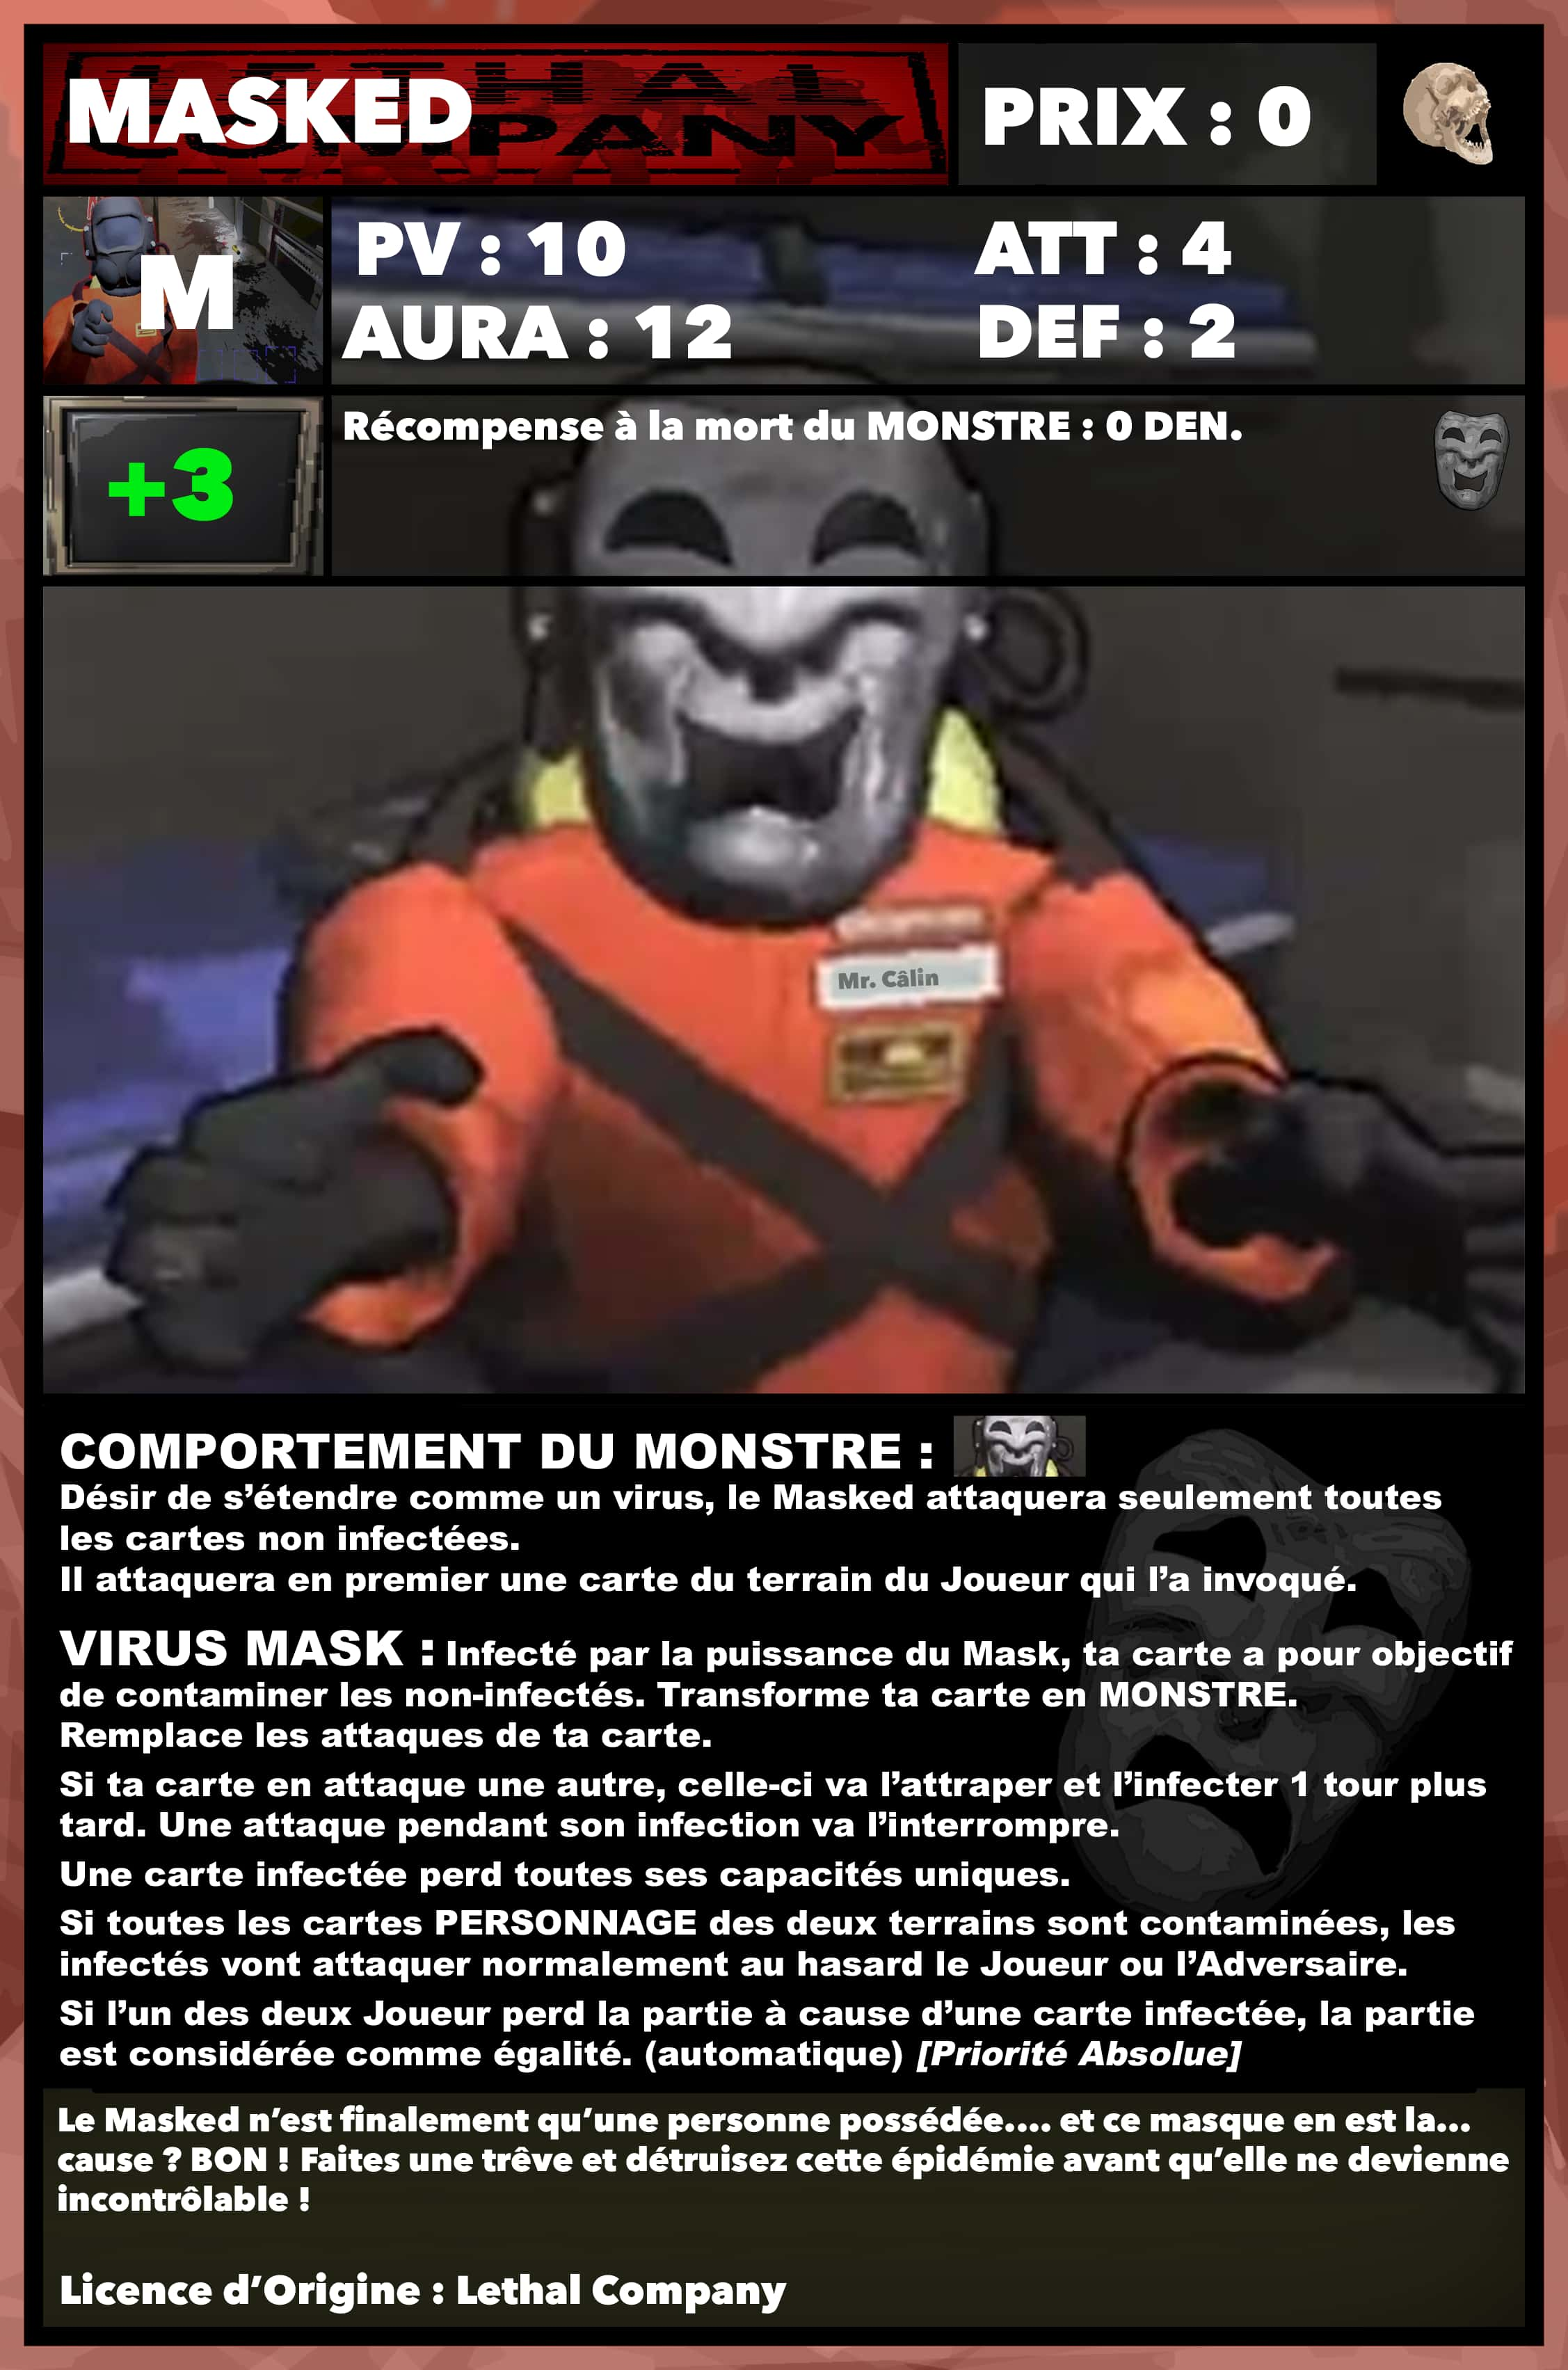 MASKED
LETHAL
COMPANY
PRIX : 0
M
PV : 10
ATT : 4
AURA : 12
DEF : 2
+3
Récompense à la mort du MONSTRE : 0 DEN.
Mr. Câlin
COMPORTEMENT DU MONSTRE :
Désir de s’étendre comme un virus, le Masked attaquera seulement toutes
les cartes non infectées.
Il attaquera en premier une carte du terrain du Joueur qui l’a invoqué.
VIRUS MASK : Infecté par la puissance du Mask, ta carte a pour objectif
de contaminer les non-infectés. Transforme ta carte en MONSTRE.
Remplace les attaques de ta carte.
Si ta carte en attaque une autre, celle-ci va l’attraper et l’infecter 1 tour plus
tard. Une attaque pendant son infection va l’interrompre.
Une carte infectée perd toutes ses capacités uniques.
Si toutes les cartes PERSONNAGE des deux terrains sont contaminées, les
infectés vont attaquer normalement au hasard le Joueur ou l’Adversaire.
Si l’un des deux Joueur perd la partie à cause d’une carte infectée, la partie
est considérée comme égalité. (automatique) [Priorité Absolue]
Le Masked n’est finalement qu’une personne possédée.... et ce masque en est la...
cause ? BON ! Faites une trêve et détruisez cette épidémie avant qu’elle ne devienne
incontrôlable !
Licence d’Origine : Lethal Company